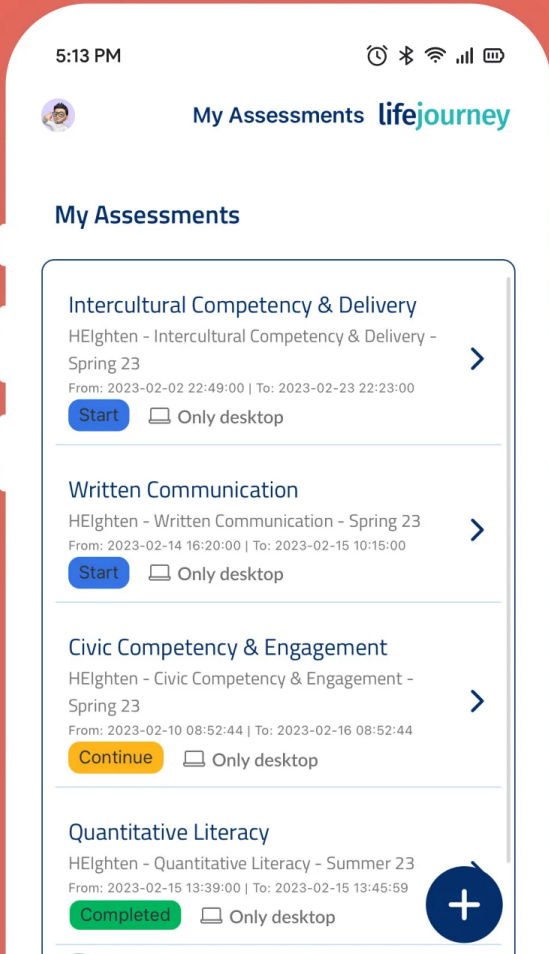 5:13 PM
My Assessments lifejourney
My Assessments
Intercultural Competency & Delivery
HEIghten - Intercultural Competency & Delivery -
Spring 23
From: 2023-02-02 22:49:00 | To: 2023-02-23 22:23:00
Start Only desktop
Written Communication
HEIghten - Written Communication - Spring 23
From: 2023-02-14 16:20:00 | To: 2023-02-15 10:15:00
Start Only desktop
Civic Competency & Engagement
HEIghten - Civic Competency & Engagement -
Spring 23
From: 2023-02-10 08:52:44 | To: 2023-02-16 08:52:44
Continue Only desktop
Quantitative Literacy
HEIghten - Quantitative Literacy - Summer 23
From: 2023-02-15 13:39:00 | To: 2023-02-15 13:45:59
Completed Only desktop